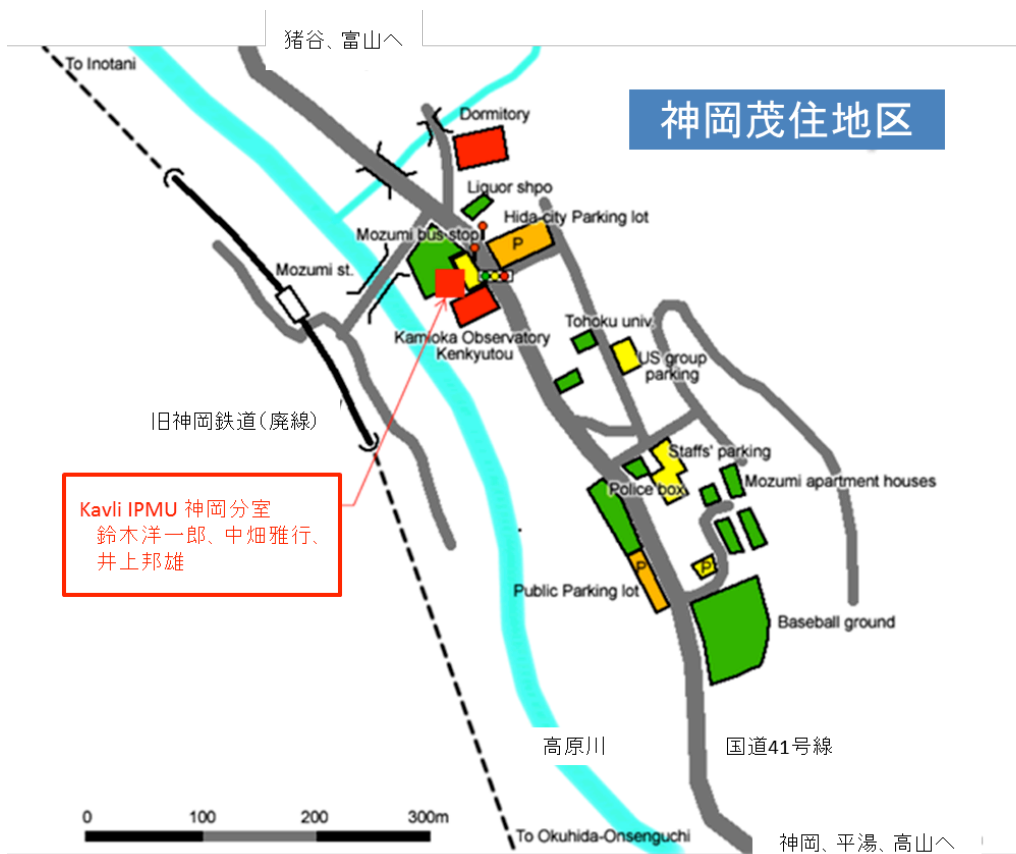 猪谷、富山へ
To Inotani
神岡茂住地区
Dormitory
Liquor shpo
Hida-city Parking lot
P
Mozumi bus stop
Mozumi st.
Kamioka Observatory
Kenkyutou
Tohoku univ.
US group
parking
旧神岡鉄道(廃線)
Staffs' parking
Police box
Mozumi apartment houses
Kavli IPMU 神岡分室
鈴木洋一郎、中畑雅行、
井上邦雄
P
P
Public Parking lot
Baseball ground
高原川
国道41号線
0 100 200 300m
To Okuhida-Onsenguchi
神岡、平湯、高山へ